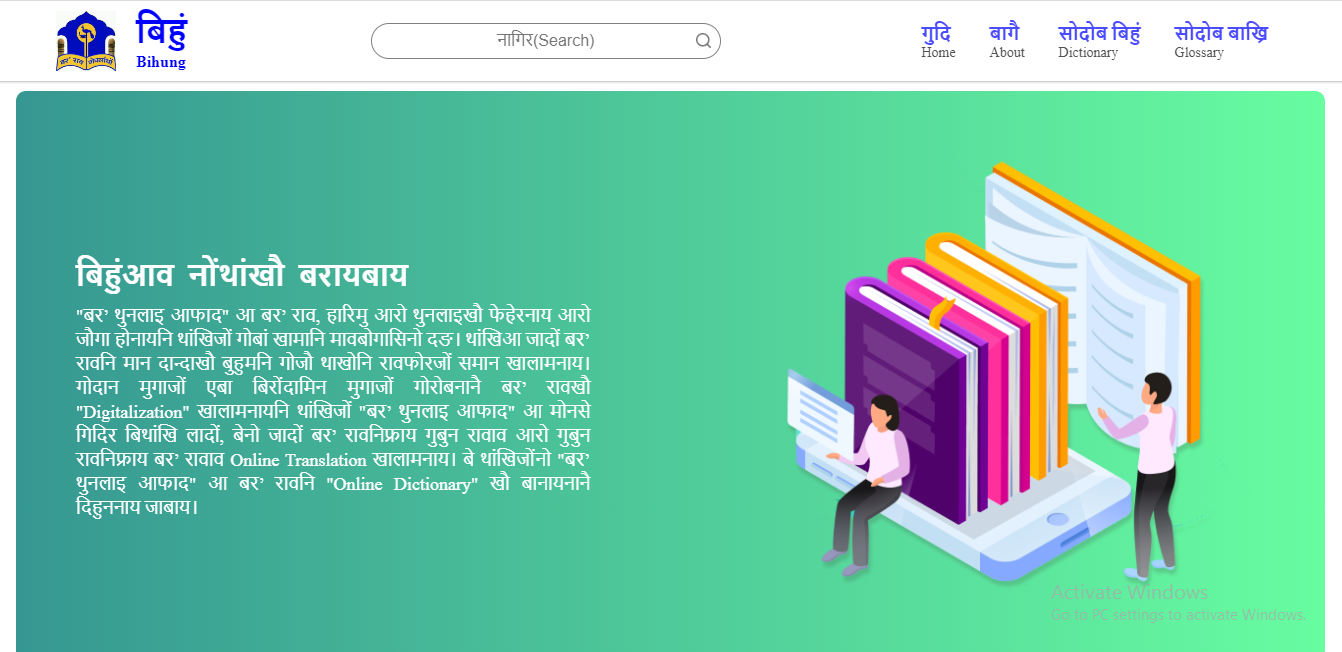 बर' राव गोथलांथों
बिहुं
Bihung
नागिर(Search)
गुदि
Home
बागै
About
सोदोब बिहुं
Dictionary
सोदोब बाख्रि
Glossary
बिहुंआव नोंथांखौ बरायबाय
"बर’ थुनलाइ आफाद" आ बर’ राव, हारिमु आरो थुनलाइखौ फेहेरनाय आरो
जौगा होनायनि थांखिजों गोबां खामानि मावबोगासिनो दङ। थांखिआ जादों बर’
रावनि मान दान्दाखौ बुहुमनि गोजौ थाखोनि रावफोरजों समान खालामनाय।
गोदान मुगाजों एबा बिरोंदामिन मुगाजों गोरोबनानै बर’ रावखौ
"Digitalization" खालामनायनि थांखिजों "बर’ थुनलाइ आफाद" आ मोनसे
गिदिर बिथांखि लादों, बेनो जादों बर’ रावनिफ्राय गुबुन रावाव आरो गुबुन
रावनिफ्राय बर’ रावाव Online Translation खालामनाय। बे थांखिजोंनो "बर’
थुनलाइ आफाद" आ बर’ रावनि "Online Dictionary" खौ बानायनानै
दिहुननाय जाबाय।
Activate Windows
Go to PC settings to activate Windows.